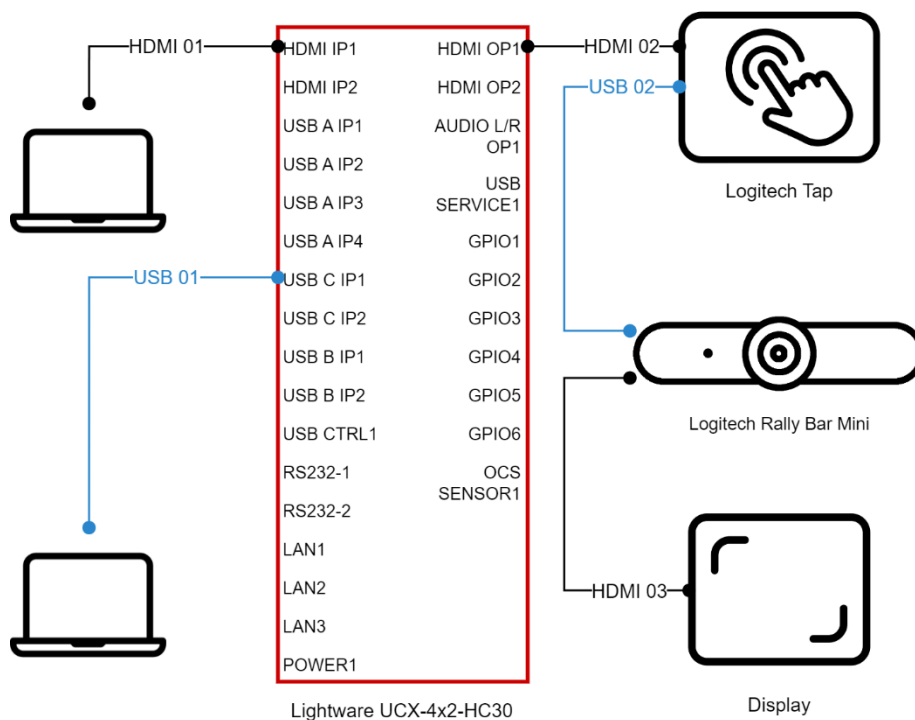 HDMI 01
HDMI IP1
HDMI IP2
USB A IP1
USB A IP2
USB A IP3
USB A IP4
USB 01
USB C IP1
USB C IP2
USB B IP1
USB B IP2
USB CTRL1
RS232-1
RS232-2
LAN1
LAN2
LAN3
POWER1
HDMI OP1
HDMI OP2
AUDIO L/R
OP1
USB
SERVICE1
GPIO1
GPIO2
GPIO3
GPIO4
GPIO5
GPIO6
OCS
SENSOR1
Lightware UCX-4x2-HC30
HDMI 02
USB 02
Logitech Tap
Logitech Rally Bar Mini
HDMI 03
Display